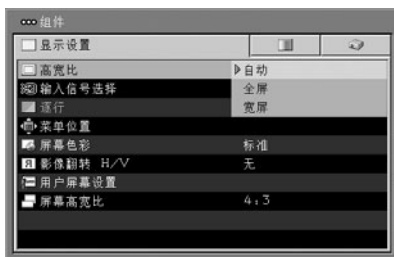 组件
显示设置
高宽比 自动
输入信号选择 全屏
逐行 宽屏
菜单位置
屏幕色彩 标准
影像翻转 H/V 无
用户屏幕设置
屏幕高宽比 4:3